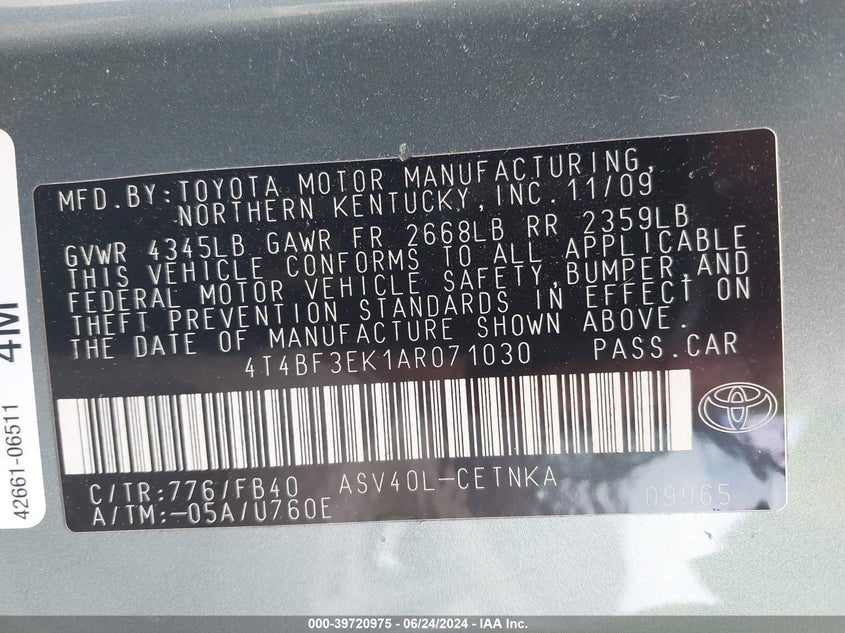 MFD.BY:TOYOTA MOTOR MANUFACTURING,
NORTHERN KENTUCKY,INC.11/09
GVWR 4345LB GAWR FR 2668LB RR 2359LB
THIS VEHICLE CONFORMS TO ALL APPLICABLE
FEDERAL MOTOR VEHICLE SAFETY,BUMPER,AND
THEFT PREVENTION STANDARDS IN EFFECT ON
THE DATE OF MANUFACTURE SHOWN ABOVE.
4T4BF3EK1AR071030 PASS.CAR
C/TR:776/FB40 ASV40L-CETNKA
A/TM:-05A/U760E 09065
42661-06511 4M
000-39720975 - 06/24/2024 - IAA Inc.